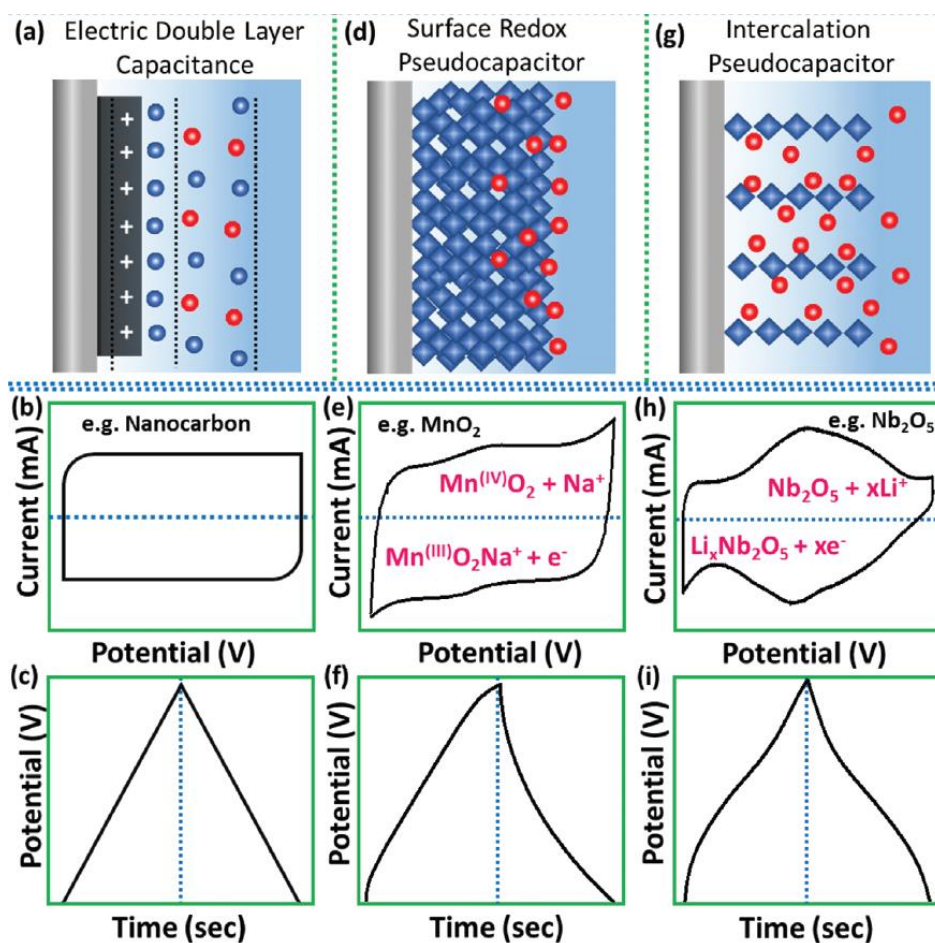 (a) Electric Double Layer
Capacitance
(d) Surface Redox
Pseudocapacitor
(g) Intercalation
Pseudocapacitor
+
+
+
+
+
+
+
(b) e.g. Nanocarbon
Current (mA)
Potential (V)
(e) e.g. MnO₂
Current (mA)
Mn⁽ᴵⱽ⁾O₂ + Na⁺
Mn⁽ᴵᴵᴵ⁾O₂Na⁺ + e⁻
Potential (V)
(h) e.g. Nb₂O₅
Current (mA)
Nb₂O₅ + xLi⁺
LiₓNb₂O₅ + xe⁻
Potential (V)
(c)
Potential (V)
Time (sec)
(f)
Potential (V)
Time (sec)
(i)
Potential (V)
Time (sec)